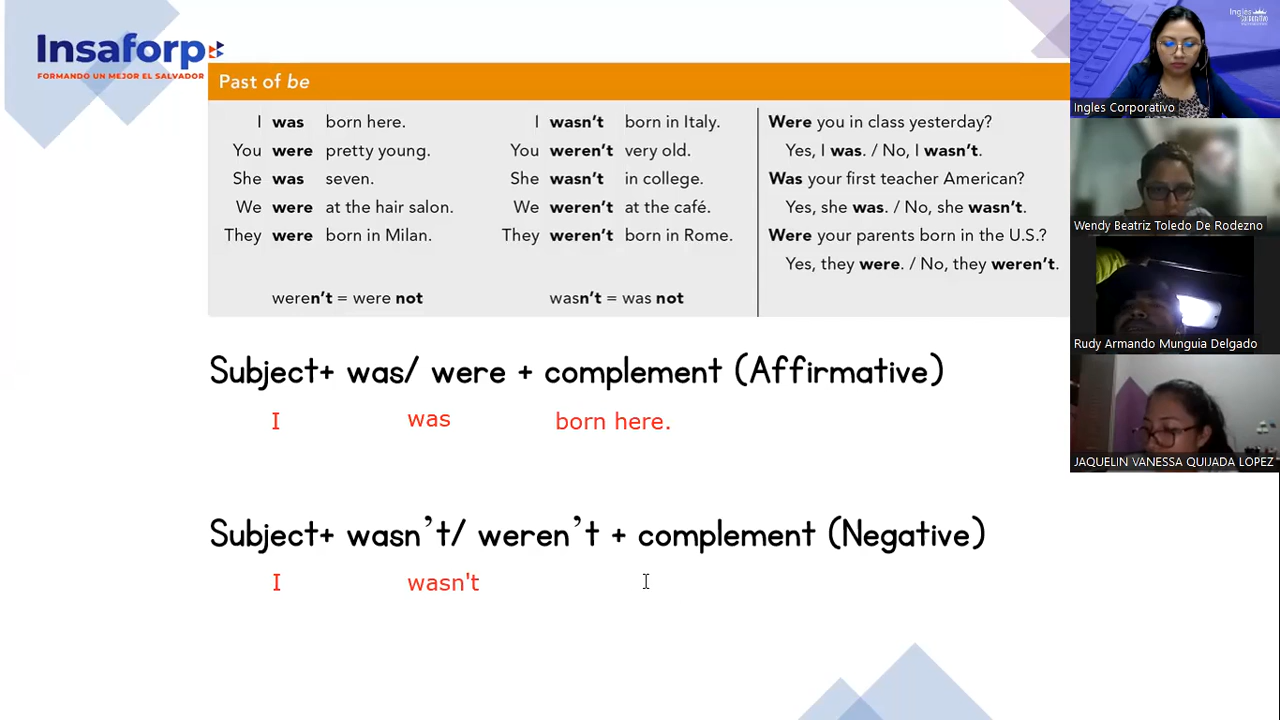 Insaforp
FORMANDO UN MEJOR EL SALVADOR
Past of be
I was born here.
You were pretty young.
She was seven.
We were at the hair salon.
They were born in Milan.
weren't = were not
I wasn't born in Italy.
You weren't very old.
She wasn't in college.
We weren't at the café.
They weren't born in Rome.
wasn't = was not
Were you in class yesterday?
Yes, I was. / No, I wasn't.
Was your first teacher American?
Yes, she was. / No, she wasn't.
Were your parents born in the U.S.?
Yes, they were. / No, they weren't.
Subject+ was/ were + complement (Affirmative)
I was born here.
Subject+ wasn't/ weren't + complement (Negative)
I wasn't
Ingles
corporativo
Ingles Corporativo
Wendy Beatriz Toledo De Rodezno
Rudy Armando Munguia Delgado
JAQUELIN VANESSA QUIJADA LOPEZ